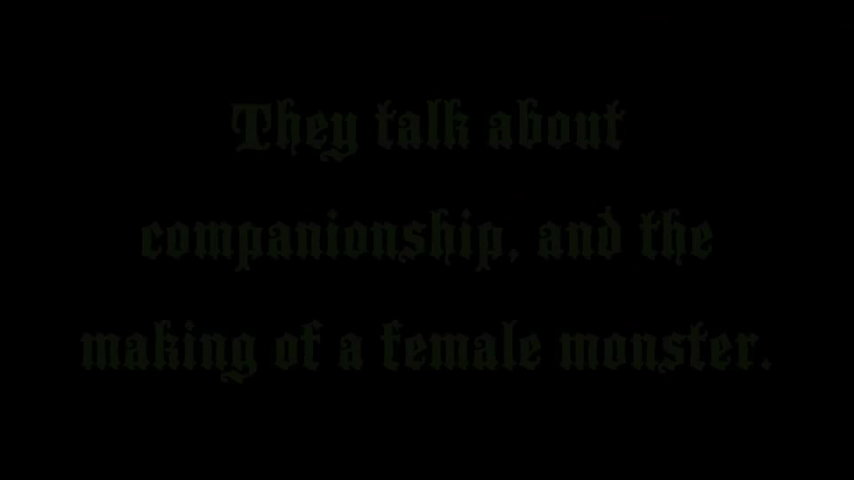 They talk about
companionship, and the
making of a female monster.